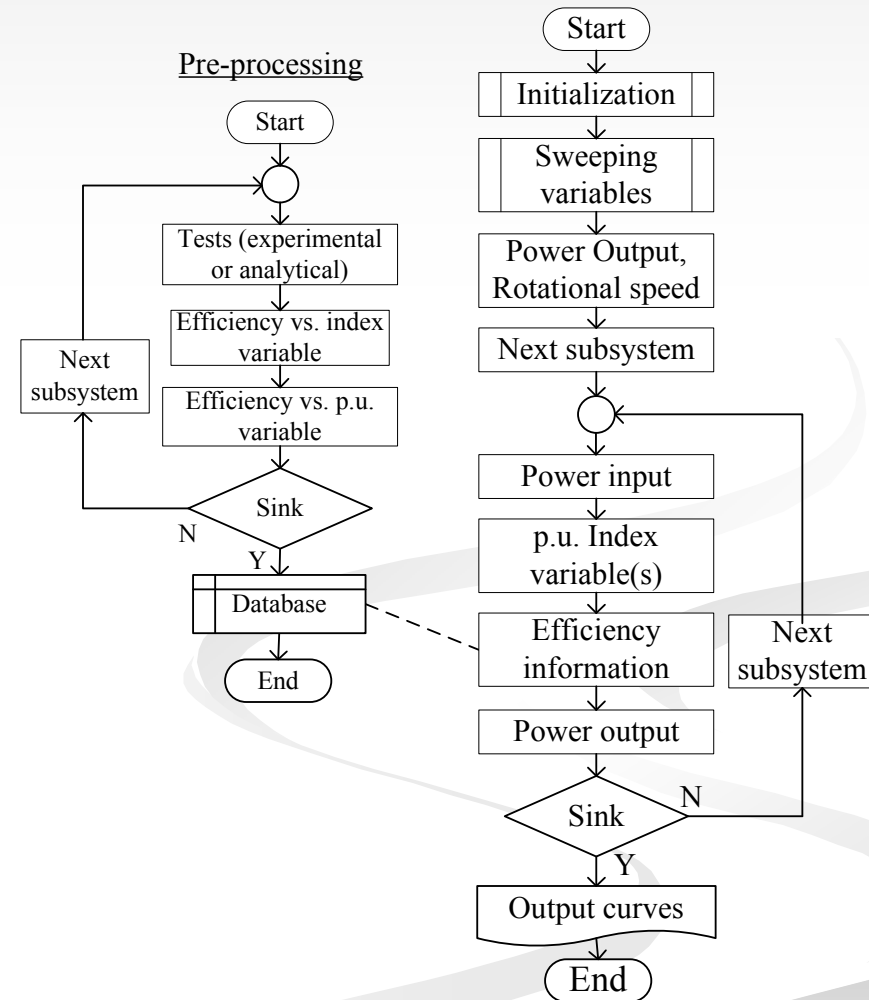 Pre-processing
Start
Tests (experimental
or analytical)
Efficiency vs. index
variable
Efficiency vs. p.u.
variable
Next
subsystem
Sink
N
Y
Database
End
Start
Initialization
Sweeping
variables
Power Output,
Rotational speed
Next subsystem
Power input
p.u. Index
variable(s)
Efficiency
information
Next
subsystem
Power output
Sink
N
Y
Output curves
End